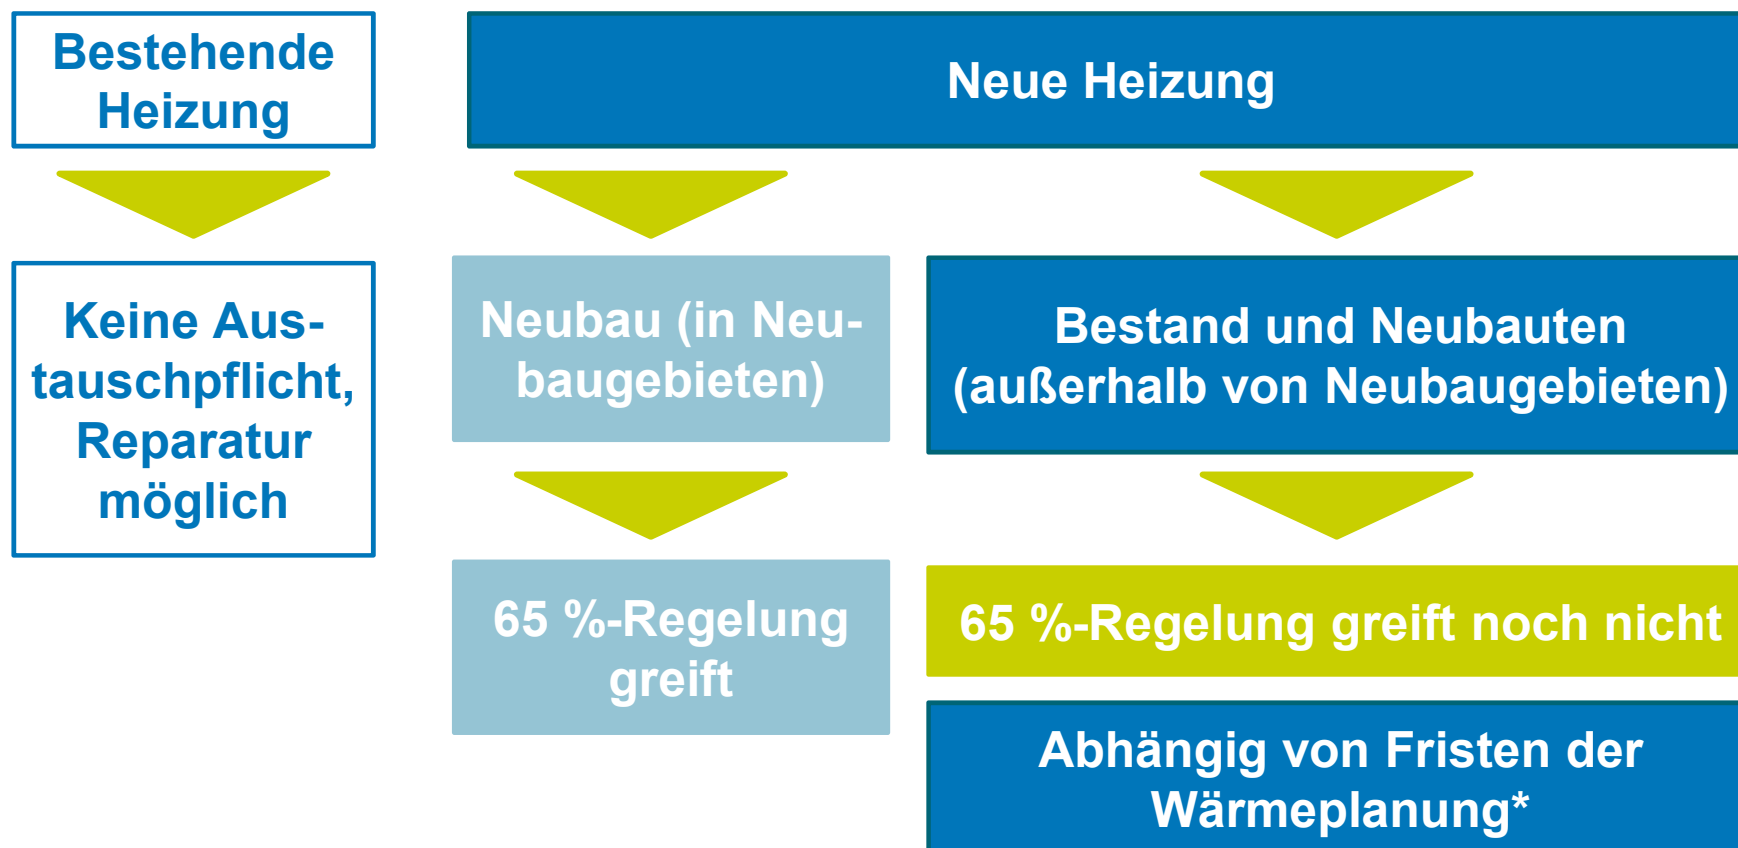 Bestehende
Heizung
Neue Heizung
Keine Aus-
tauschpflicht,
Reparatur
möglich
Neubau (in Neu-
baugebieten)
Bestand und Neubauten
(außerhalb von Neubaugebieten)
65 %-Regelung
greift
65 %-Regelung greift noch nicht
Abhängig von Fristen der
Wärmeplanung*